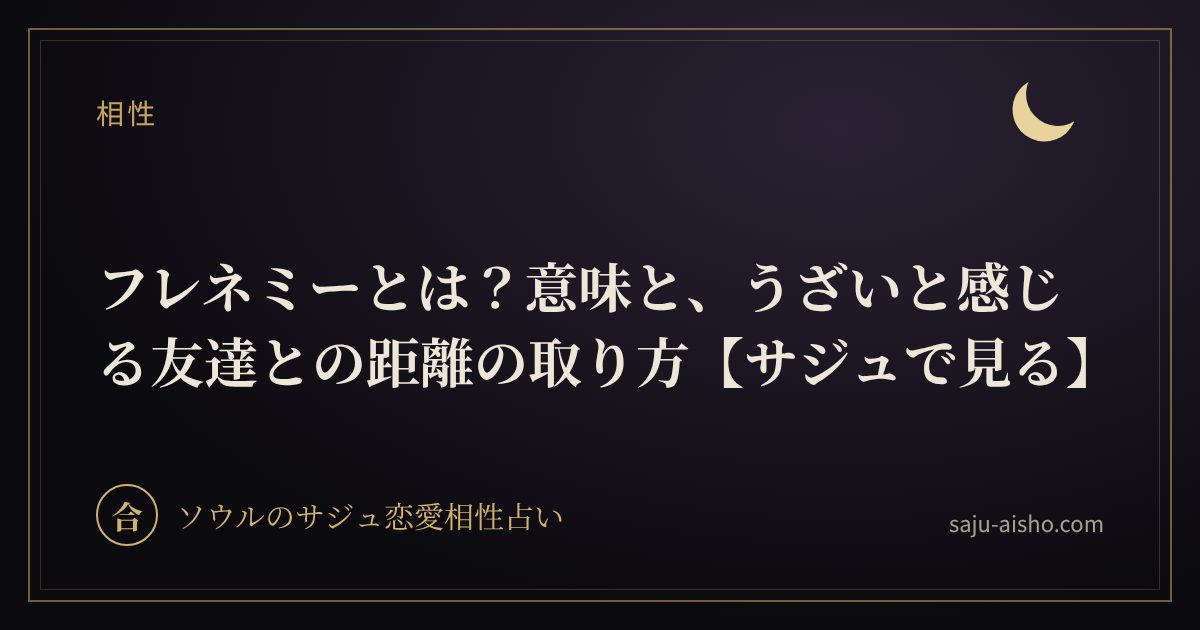 相性
フレネミーとは？意味と、うざいと感じ
る友達との距離の取り方【サジュで見る】
合 ソウルのサジュ恋愛相性占い
saju-aisho.com